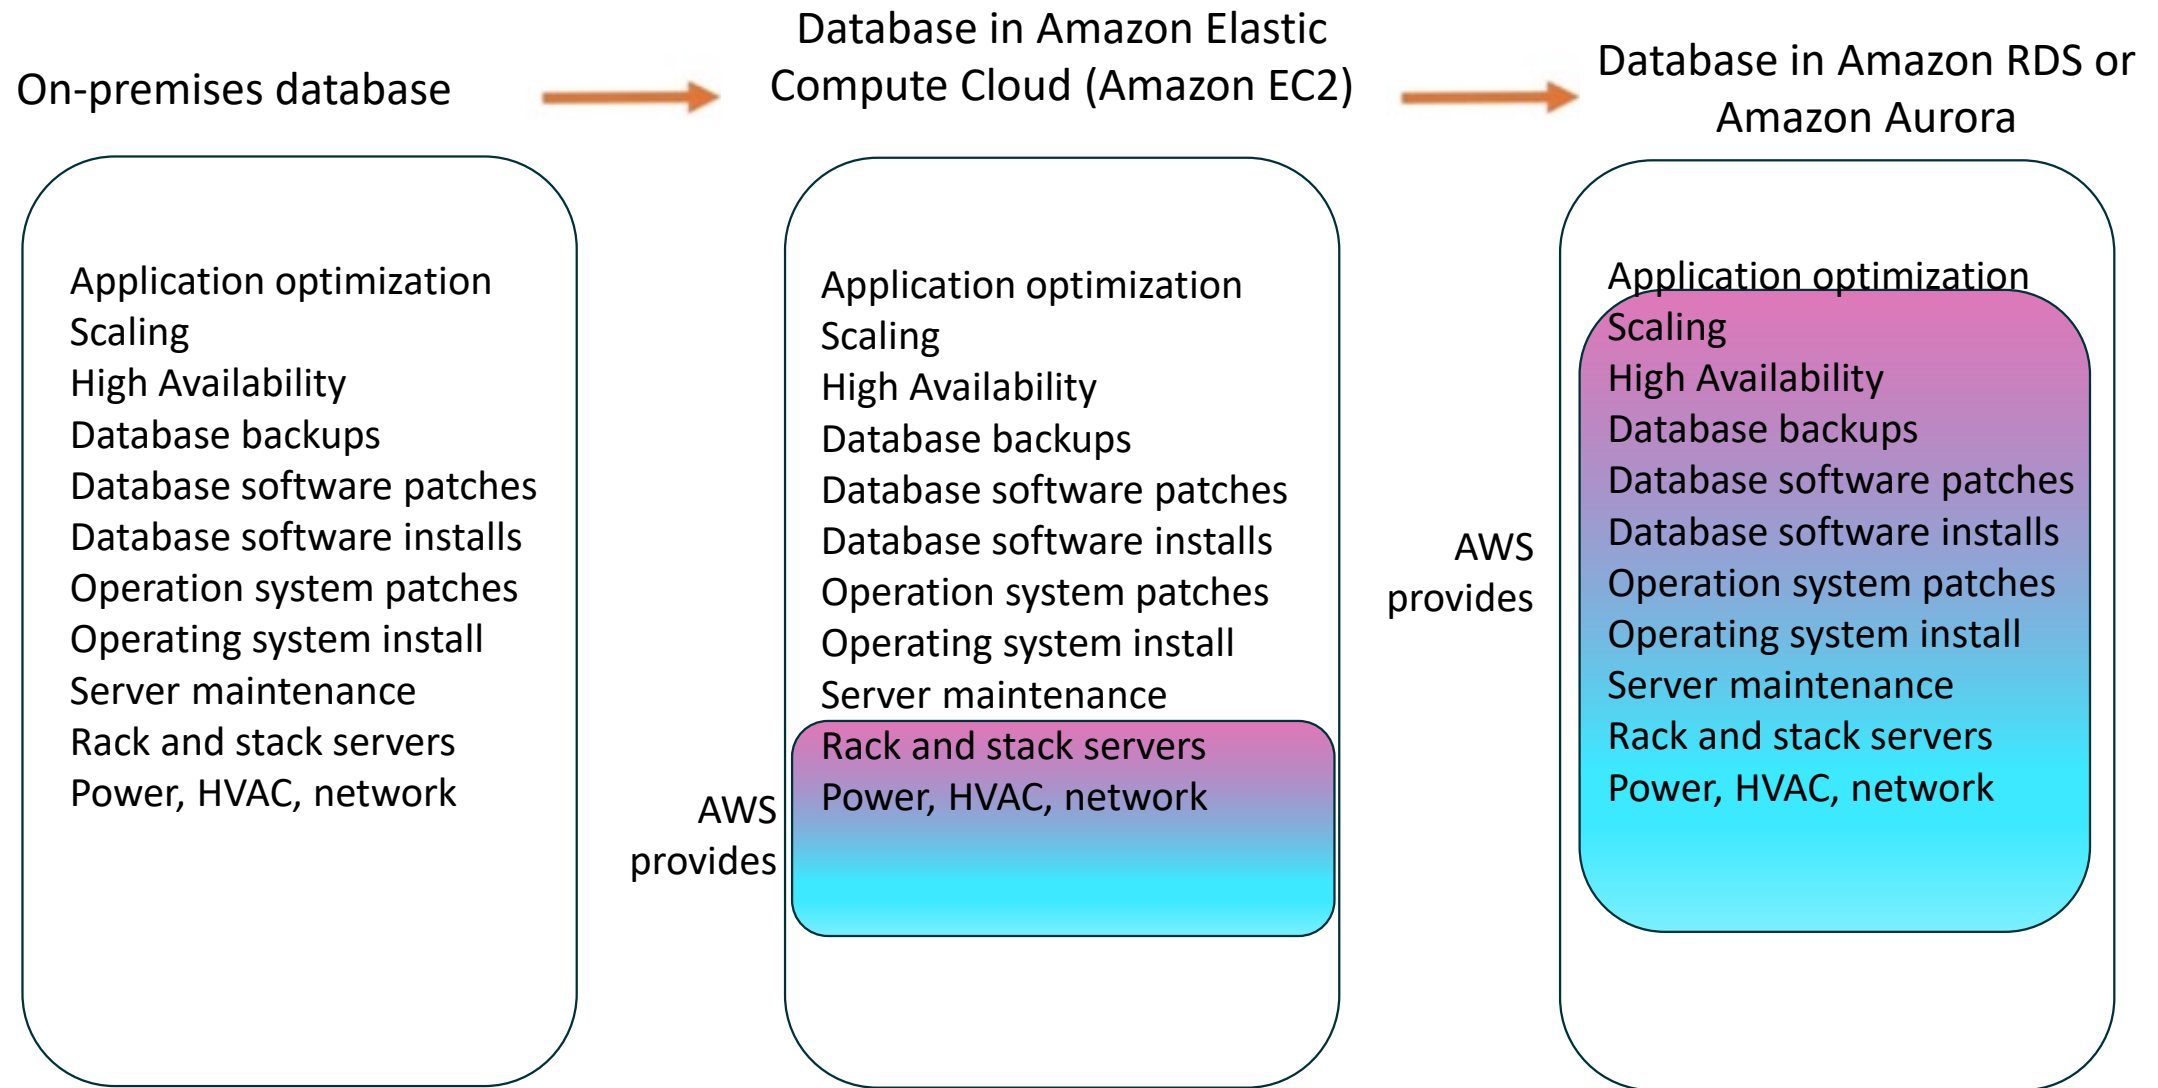 On-premises database
Database in Amazon Elastic
Compute Cloud (Amazon EC2)
Database in Amazon RDS or
Amazon Aurora
Application optimization
Scaling
High Availability
Database backups
Database software patches
Database software installs
Operation system patches
Operating system install
Server maintenance
Rack and stack servers
Power, HVAC, network
AWS
provides
Application optimization
Scaling
High Availability
Database backups
Database software patches
Database software installs
Operation system patches
Operating system install
Server maintenance
Rack and stack servers
Power, HVAC, network
AWS
provides
Application optimization
Scaling
High Availability
Database backups
Database software patches
Database software installs
Operation system patches
Operating system install
Server maintenance
Rack and stack servers
Power, HVAC, network